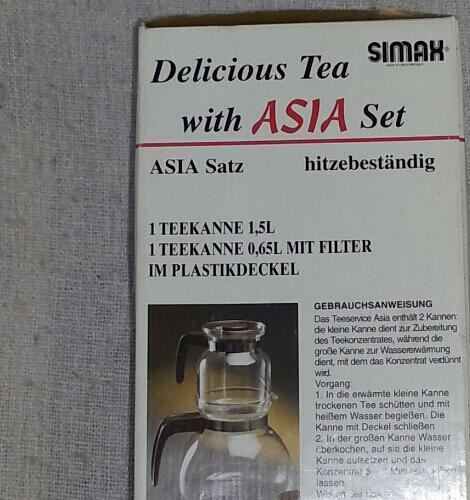 SIMAX
Delicious Tea
with ASIA Set
ASIA Satz hitzebeständig
1 TEEKANNE 1,5L
1 TEEKANNE 0,65L MIT FILTER
IM PLASTIKDECKEL
GEBRAUCHSANWEISUNG
Das Teeservice Asia enthält 2 Kannen:
die kleine Kanne dient zur Zubereitung
des Teekonzentrates, während die
große Kanne zur Wassererwärmung
dient, mit dem das Konzentrat verdünnt
wird.
Vorgang:
1. In die erwärmte kleine Kanne
trockenen Tee schütten und mit
heißem Wasser begießen. Die
Kanne mit Deckel schließen
2. In der großen Kanne Wasser
überkochen, auf sie die kleine
Kanne aufsetzen und das
Konzentrat 5
lassen.